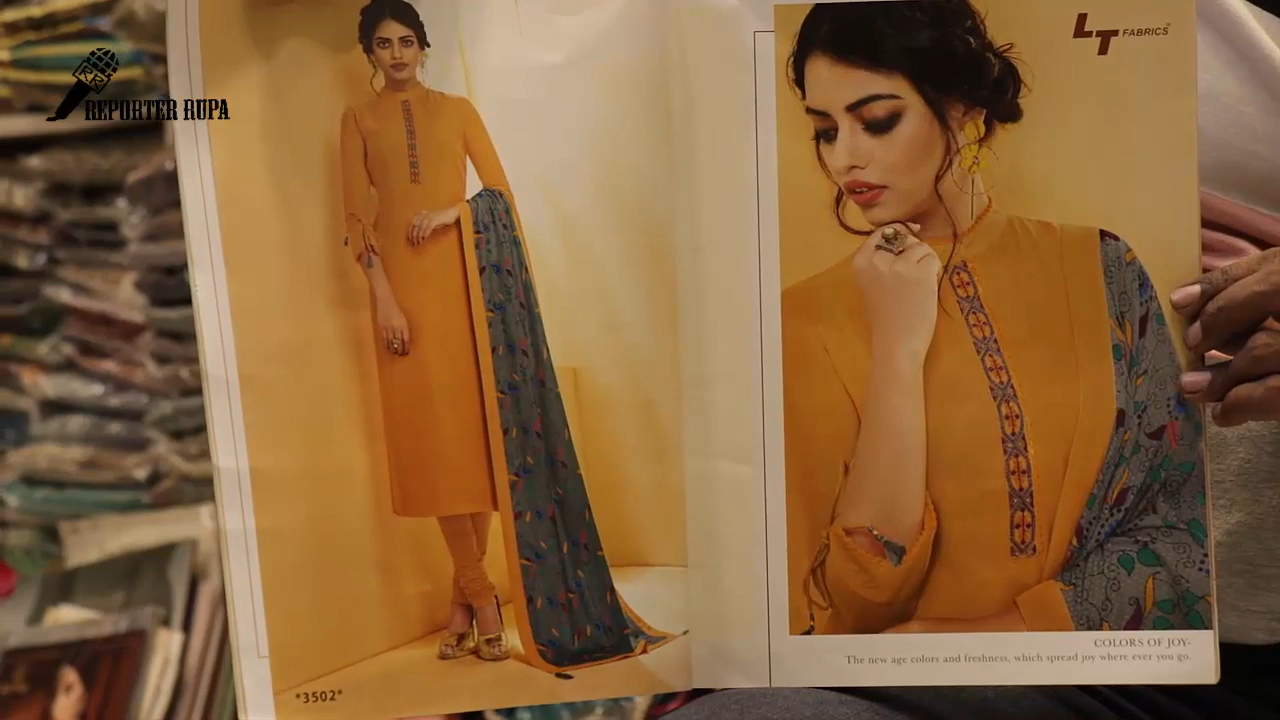 RR
REPORTER RUPA
LT FABRICS
*3502*
COLORS OF JOY-
The new age colors and freshness, which spread joy where ever you go.